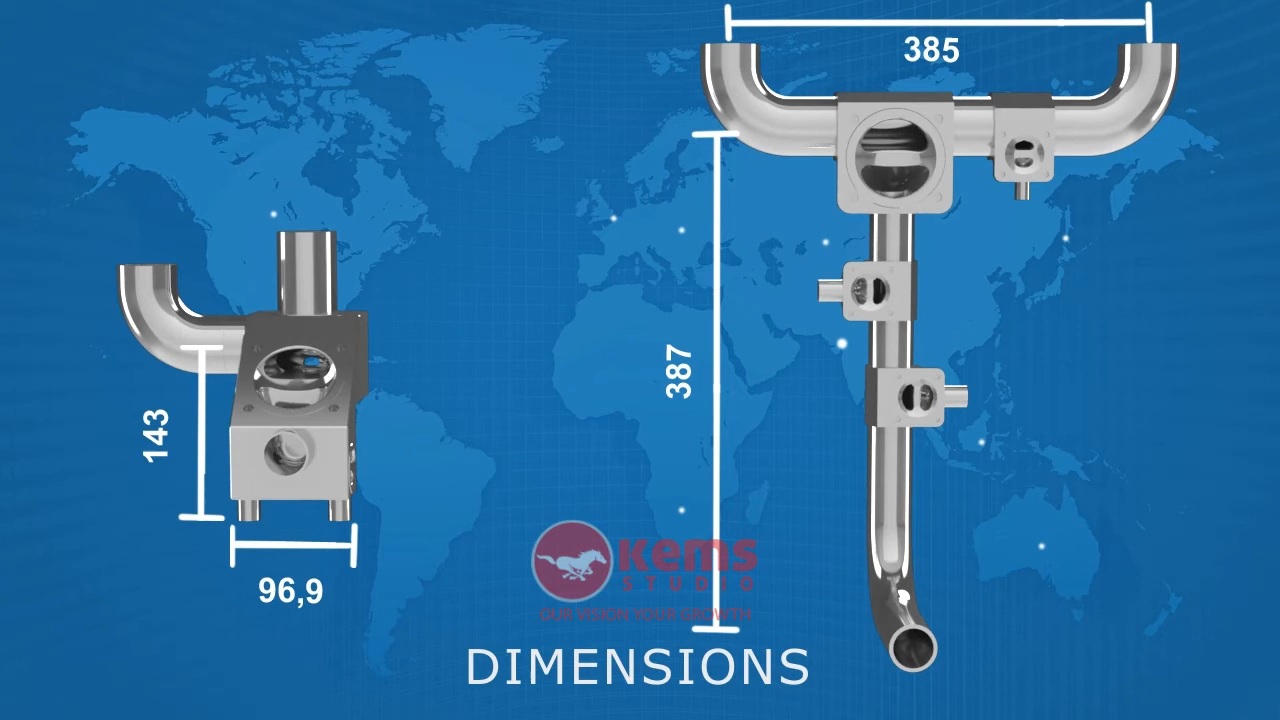 385
387
143
96,9
Kems
STUDIO
OUR VISION YOUR GROWTH
DIMENSIONS